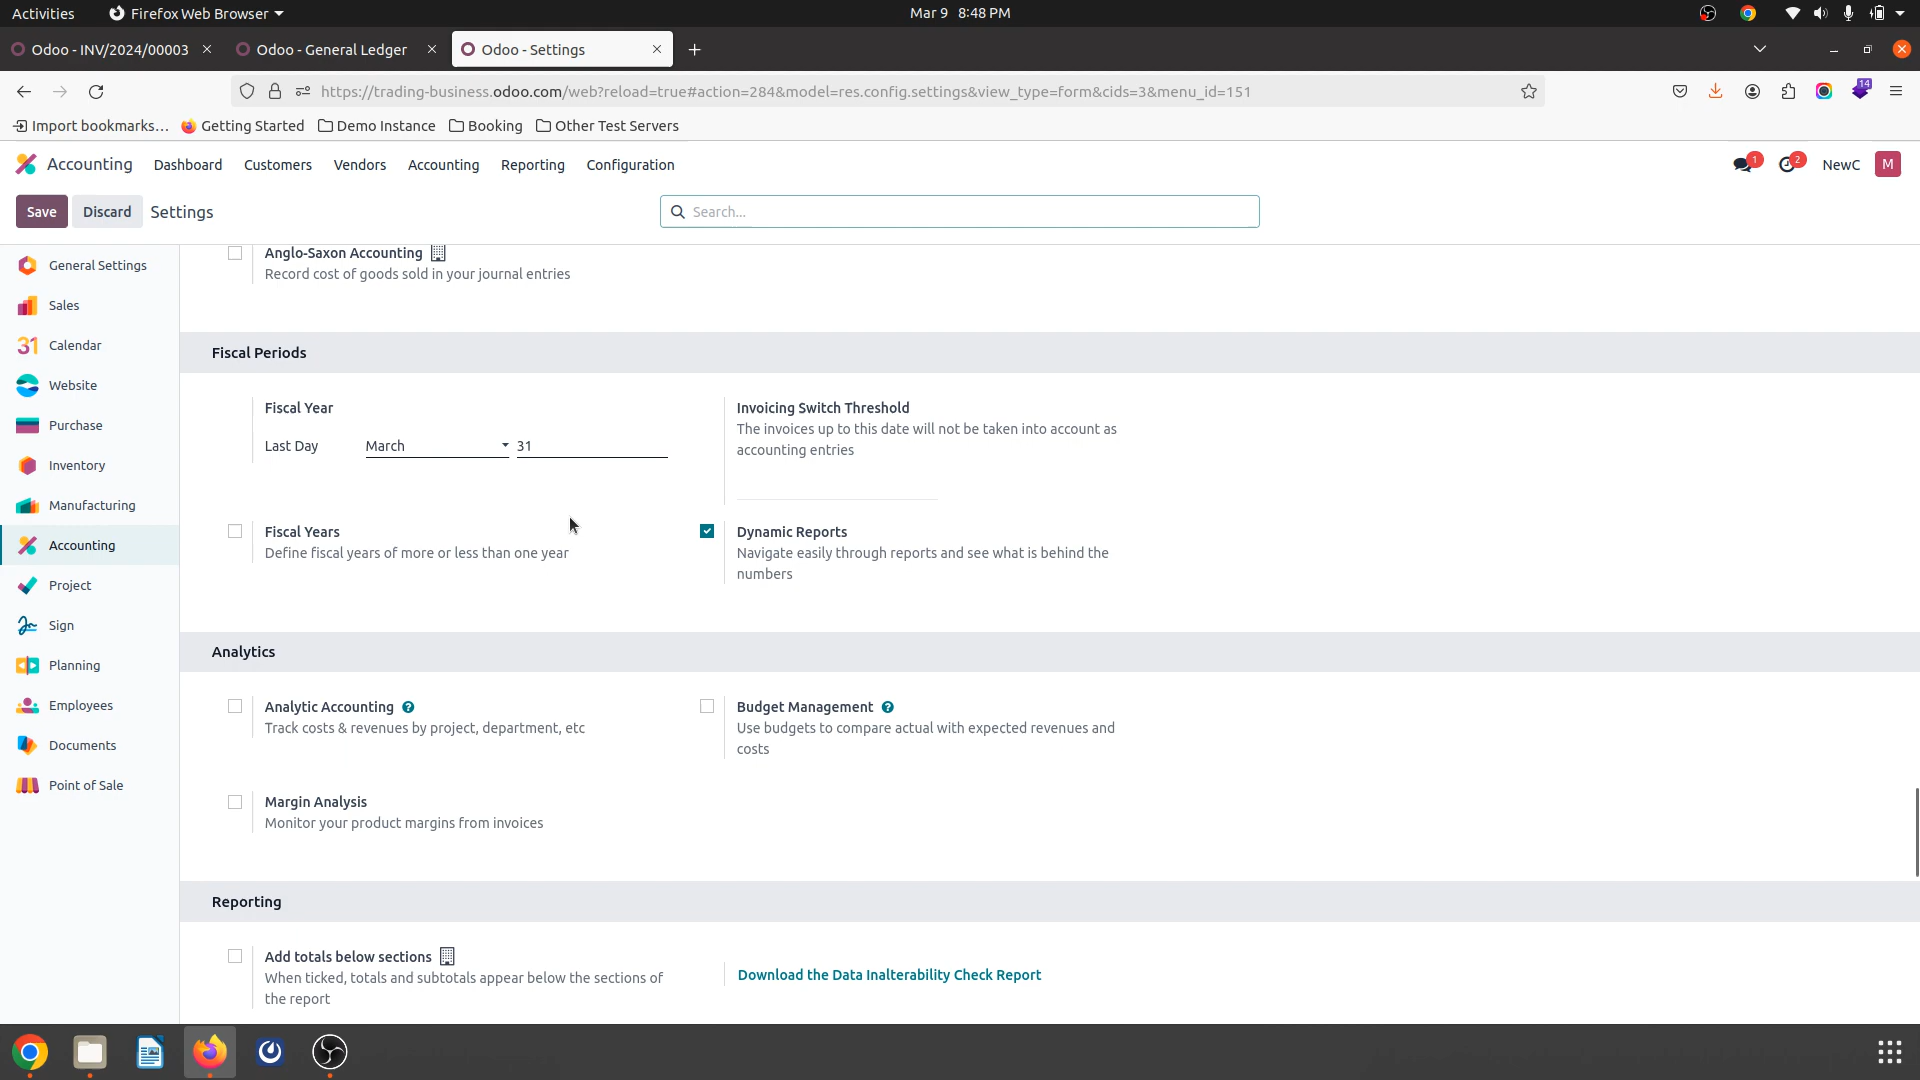 Activities
Firefox Web Browser
Mar 9 8:48 PM
Odoo - INV/2024/00003
Odoo - General Ledger
Odoo - Settings
https://trading-business.odoo.com/web?reload=true#action=284&model=res.config.settings&view_type=form&cids=3&menu_id=151
14
Import bookmarks...
Getting Started
Demo Instance
Booking
Other Test Servers
Accounting
Dashboard
Customers
Vendors
Accounting
Reporting
Configuration
1
2
NewC
M
Save
Discard
Settings
Search...
General Settings
Sales
31 Calendar
Website
Purchase
Inventory
Manufacturing
Accounting
Project
Sign
Planning
Employees
Documents
Point of Sale
Anglo-Saxon Accounting
Record cost of goods sold in your journal entries
Fiscal Periods
Fiscal Year
Last Day March 31
Invoicing Switch Threshold
The invoices up to this date will not be taken into account as
accounting entries
Fiscal Years
Define fiscal years of more or less than one year
Dynamic Reports
Navigate easily through reports and see what is behind the
numbers
Analytics
Analytic Accounting ?
Track costs & revenues by project, department, etc
Budget Management ?
Use budgets to compare actual with expected revenues and
costs
Margin Analysis
Monitor your product margins from invoices
Reporting
Add totals below sections
When ticked, totals and subtotals appear below the sections of
the report
Download the Data Inalterability Check Report